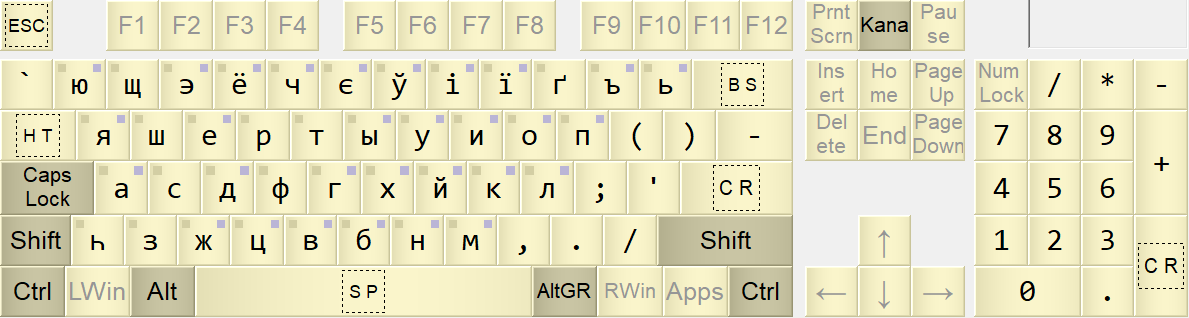 ESC F1 F2 F3 F4 F5 F6 F7 F8 F9 F10 F11 F12 Prnt Scrn Kana Pau se
` ю щ э ё ч є ў і ї ґ ъ ь BS Ins ert Ho me Page Up Num Lock / * -
HT я ш е р т ы у и о п ( ) - Del ete End Page Down 7 8 9 +
Caps Lock а с д ф г х й к л ; ' CR 4 5 6
Shift һ з ж ц в б н м , . / Shift ↑ 1 2 3 CR
Ctrl LWin Alt SP AltGR RWin Apps Ctrl ← ↓ → 0 .